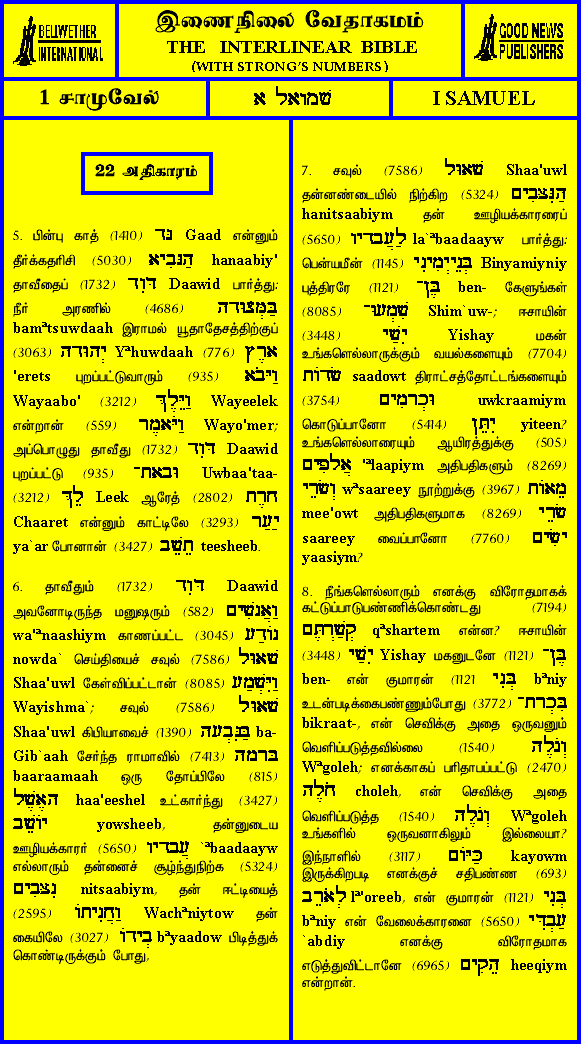 BELLWETHER
INTERNATIONAL
இணைநிலை வேதாகமம்
THE INTERLINEAR BIBLE
(WITH STRONG'S NUMBERS)
GOOD NEWS
PUBLISHERS
1 சாமுவேல்
שמואל א
I SAMUEL
22 அதிகாரம்
5. பின்பு காத் (1410) גד Gaad என்னும்
தீர்க்கதரிசி (5030) הַנָּבִיא hanaabiy'
தாவீதைப் (1732) דָּוִד Daawid பார்த்து:
நீர் அரணில் (4686) בַּמְּצוּדָה
bamªtsuwdaah இராமல் யூதாதேசத்திற்குப்
(3063) יְהוּדָה Yªhuwdaah (776) אֶרֶץ
'erets புறப்பட்டுவாரும் (935) וַיָּבֹא
Wayaabo' (3212) וַיֵּלֶךְ Wayeelek
என்றான் (559) וַיֹּאמֶר Wayo'mer;
அப்பொழுது தாவீது (1732) דָּוִד Daawid
புறப்பட்டு (935) וּבָאת־ Uwbaa'taa-
(3212) לֵךְ Leek ஆரேத் (2802) חָרֶת
Chaaret என்னும் காட்டிலே (3293) יַעַר
ya`ar போனான் (3427) תֵשֵׁב teesheeb.
6. தாவீதும் (1732) דָּוִד Daawid
அவனோடிருந்த மனுஷரும் (582) וַאֲנָשִׁים
wa'ªnaashiym காணப்பட்ட (3045) נוֹדַע
nowda` செய்தியைச் சவுல் (7586) שָׁאוּל
Shaa'uwl கேள்விப்பட்டான் (8085) וַיִּשְׁמַע
Wayishma`; சவுல் (7586) שָׁאוּל
Shaa'uwl கிபியாவைச் (1390) בַּגִּבְעָה ba-
Gib`aah சேர்ந்த ராமாவில் (7413) בָּרָמָה
baaraamaah ஒரு தோப்பிலே (815)
הָאֶשֶׁל haa'eeshel உட்கார்ந்து (3427)
יוֹשֵׁב yowsheeb, தன்னுடைய
ஊழியக்காரர் (5650) עֲבָדָיו `ªbaadaayw
எல்லாரும் தன்னைச் சூழ்ந்துநிற்க (5324)
נִצָּבִים nitsaabiym, தன் ஈட்டியைத்
(2595) וַחֲנִיתוֹ Wachªniytow தன்
கையிலே (3027) בְיָדוֹ bªyaadow பிடித்துக்
கொண்டிருக்கும் போது,
7. சவுல் (7586) שָׁאוּל Shaa'uwl
தன்னண்டையில் நிற்கிற (5324) הַנִּצָּבִים
hanitsaabiym தன் ஊழியக்காரரைப்
(5650) לַעֲבָדָיו la`ªbaadaayw பார்த்து:
பென்யமீன் (1145) בְּנֵיְמִינִי Binyamiyniy
புத்திரரே (1121) בֶּן־ ben- கேளுங்கள்
(8085) שִׁמְעוּ־ Shim`uw-; ஈசாயின்
(3448) יִשַׁי Yishay மகன்
உங்களெல்லாருக்கும் வயல்களையும் (7704)
שָׂדוֹת saadowt திராட்சத்தோட்டங்களையும்
(3754) וּכְרָמִים uwkraamiym
கொடுப்பானோ (5414) יִתֵּן yiteen?
உங்களெல்லாரையும் ஆயிரத்துக்கு (505)
אֲלָפִים 'ªlaapiym அதிபதிகளும் (8269)
וְשָׂרֵי wªsaareey நூற்றுக்கு (3967) מֵאוֹת
mee'owt அதிபதிகளுமாக (8269) שָׂרֵי
saareey வைப்பானோ (7760) יָשִׂים
yaasiym?
8. நீங்களெல்லாரும் எனக்கு விரோதமாகக்
கட்டுப்பாடுபண்ணிக்கொண்டது (7194)
קְשַׁרְתֶּם qªshartem என்ன? ஈசாயின்
(3448) יִשַׁי Yishay மகனுடனே (1121) בֶּן־
ben- என் குமாரன் (1121 בְּנִי bªniy
உடன்படிக்கைபண்ணும்போது (3772) בִּכְרָת־
bikraat-, என் செவிக்கு அதை ஒருவனும்
வெளிப்படுத்தவில்லை (1540) וְגֹלֶה
Wªgoleh; எனக்காகப் பரிதாபப்பட்டு (2470)
חֹלֶה choleh, என் செவிக்கு அதை
வெளிப்படுத்த (1540) וְגֹלֶה Wªgoleh
உங்களில் ஒருவனாகிலும் இல்லையா?
இந்நாளில் (3117) כַּיּוֹם kayowm
இருக்கிறபடி எனக்குச் சதிபண்ண (693)
לְאֹרֵב lª'oreeb, என் குமாரன் (1121) בְּנִי
bªniy என் வேலைக்காரனை (5650) עַבְדִּי
`abdiy எனக்கு விரோதமாக
எடுத்துவிட்டானே (6965) הֵקִים heeqiym
என்றான்.